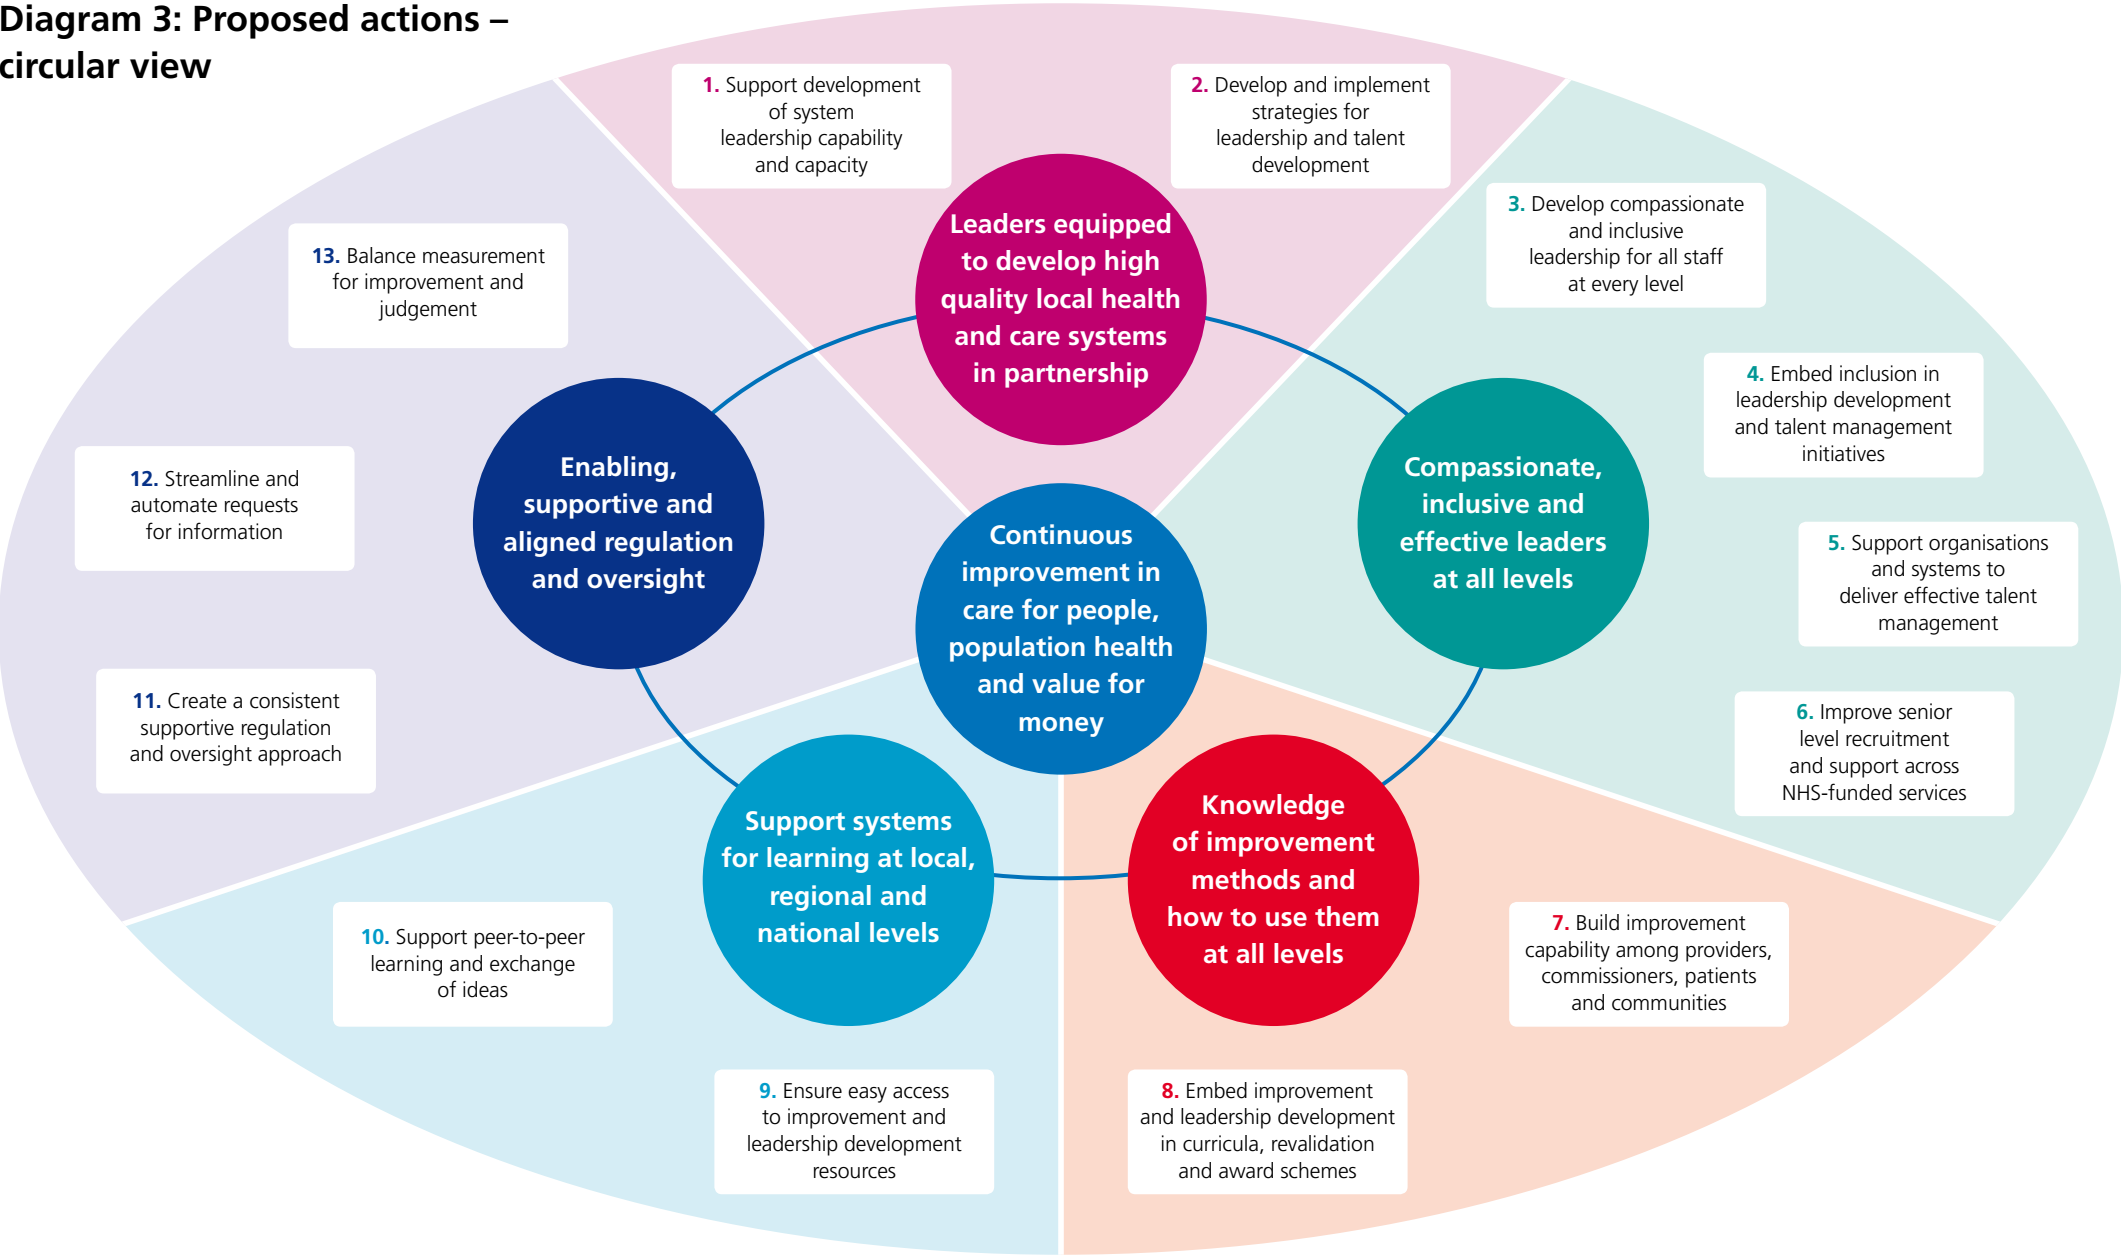 Diagram 3: Proposed actions –
circular view
1. Support development
of system
leadership capability
and capacity
2. Develop and implement
strategies for
leadership and talent
development
Leaders equipped
to develop high
quality local health
and care systems
in partnership
3. Develop compassionate
and inclusive
leadership for all staff
at every level
4. Embed inclusion in
leadership development
and talent management
initiatives
5. Support organisations
and systems to
deliver effective talent
management
6. Improve senior
level recruitment
and support across
NHS-funded services
Compassionate,
inclusive and
effective leaders
at all levels
7. Build improvement
capability among providers,
commissioners, patients
and communities
8. Embed improvement
and leadership development
in curricula, revalidation
and award schemes
Knowledge
of improvement
methods and
how to use them
at all levels
9. Ensure easy access
to improvement and
leadership development
resources
10. Support peer-to-peer
learning and exchange
of ideas
Support systems
for learning at local,
regional and
national levels
11. Create a consistent
supportive regulation
and oversight approach
12. Streamline and
automate requests
for information
13. Balance measurement
for improvement and
judgement
Enabling,
supportive and
aligned regulation
and oversight
Continuous
improvement in
care for people,
population health
and value for
money